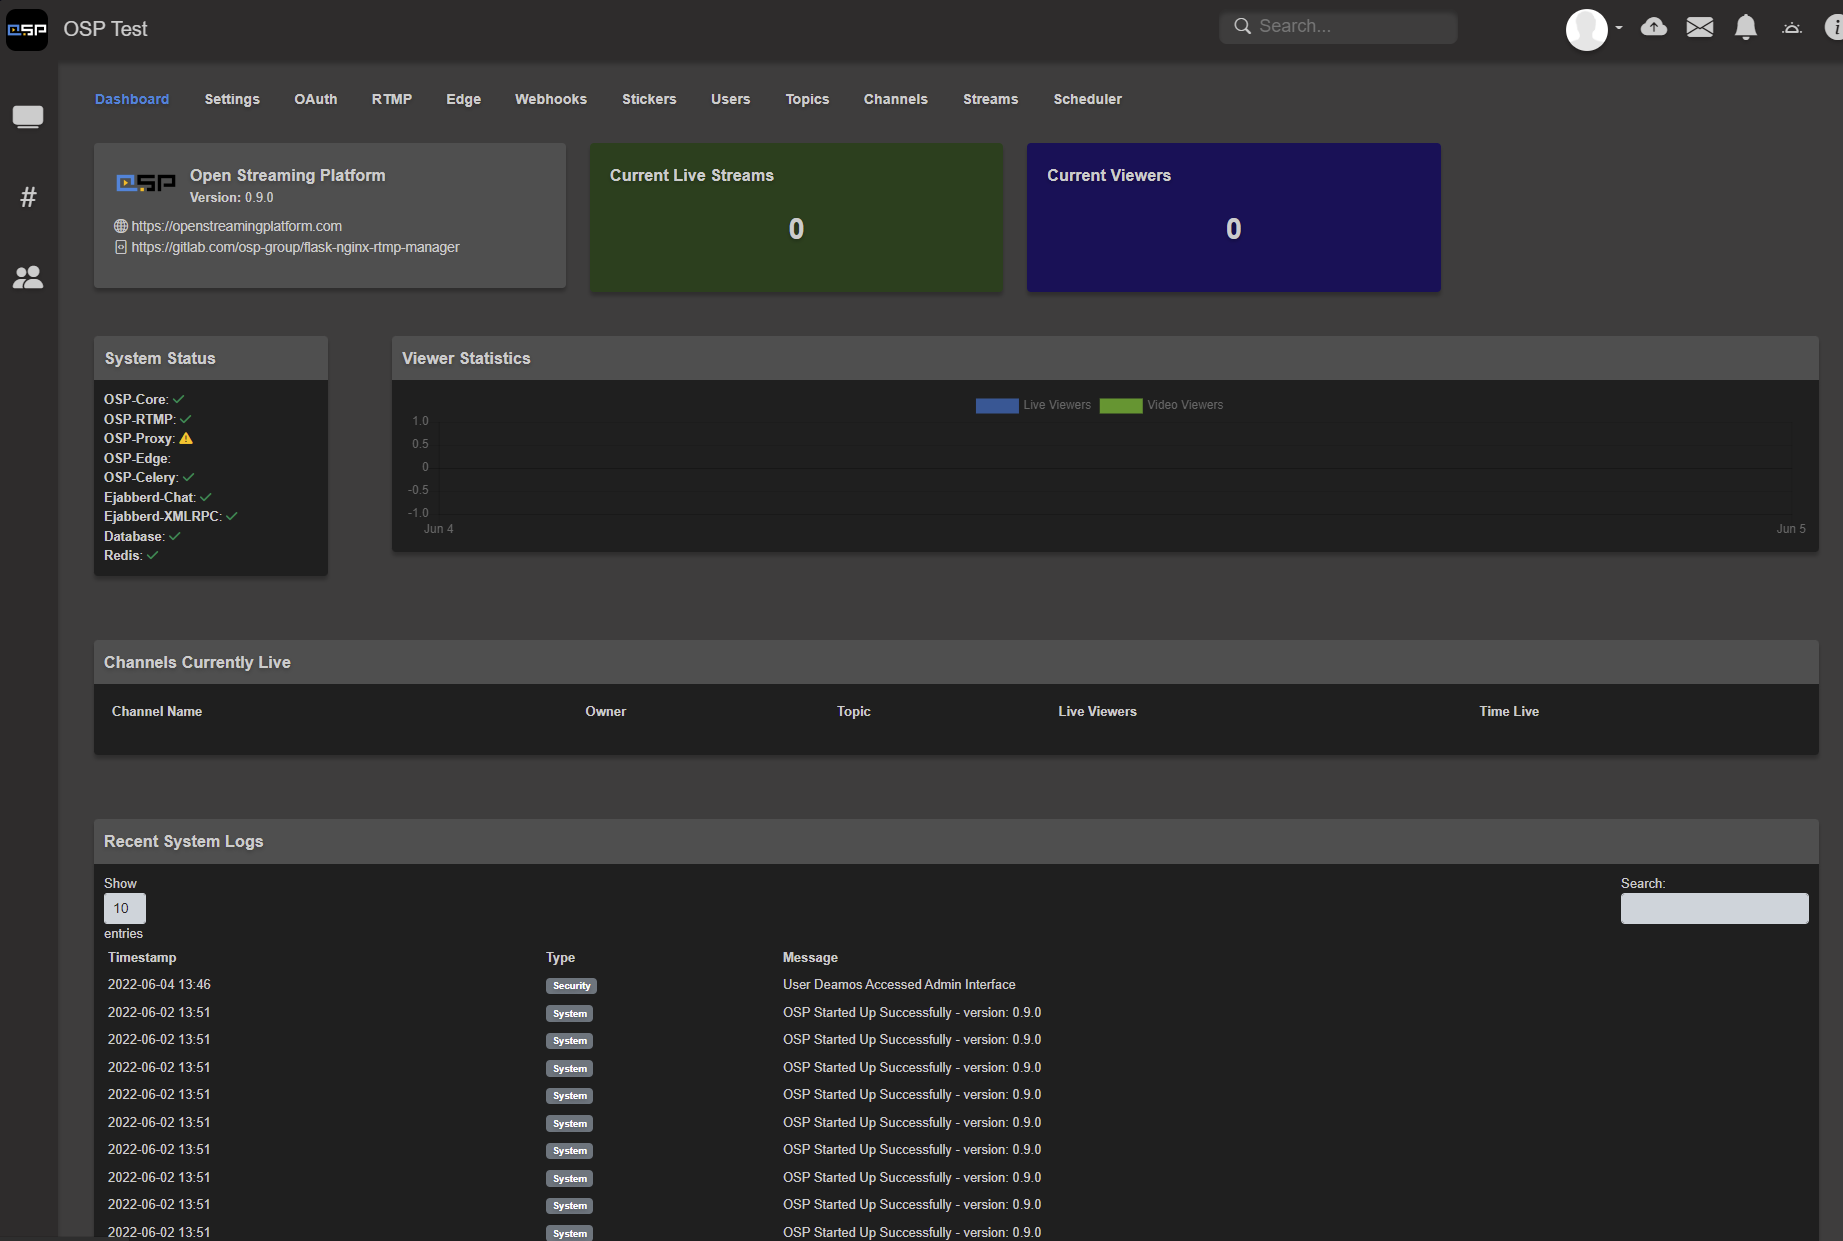 OSP OSP Test
Search...
Dashboard Settings OAuth RTMP Edge Webhooks Stickers Users Topics Channels Streams Scheduler
OSP Open Streaming Platform
Version: 0.9.0
https://openstreamingplatform.com
https://gitlab.com/osp-group/flask-nginx-rtmp-manager
Current Live Streams
0
Current Viewers
0
System Status
OSP-Core:
OSP-RTMP:
OSP-Proxy:
OSP-Edge:
OSP-Celery:
Ejabberd-Chat:
Ejabberd-XMLRPC:
Database:
Redis:
Viewer Statistics
Live Viewers Video Viewers
1.0
0.5
0
-0.5
-1.0
Jun 4 Jun 5
Channels Currently Live
Channel Name Owner Topic Live Viewers Time Live
Recent System Logs
Show
10
entries
Search:
Timestamp Type Message
2022-06-04 13:46 Security User Deamos Accessed Admin Interface
2022-06-02 13:51 System OSP Started Up Successfully - version: 0.9.0
2022-06-02 13:51 System OSP Started Up Successfully - version: 0.9.0
2022-06-02 13:51 System OSP Started Up Successfully - version: 0.9.0
2022-06-02 13:51 System OSP Started Up Successfully - version: 0.9.0
2022-06-02 13:51 System OSP Started Up Successfully - version: 0.9.0
2022-06-02 13:51 System OSP Started Up Successfully - version: 0.9.0
2022-06-02 13:51 System OSP Started Up Successfully - version: 0.9.0
2022-06-02 13:51 System OSP Started Up Successfully - version: 0.9.0
2022-06-02 13:51 System OSP Started Up Successfully - version: 0.9.0